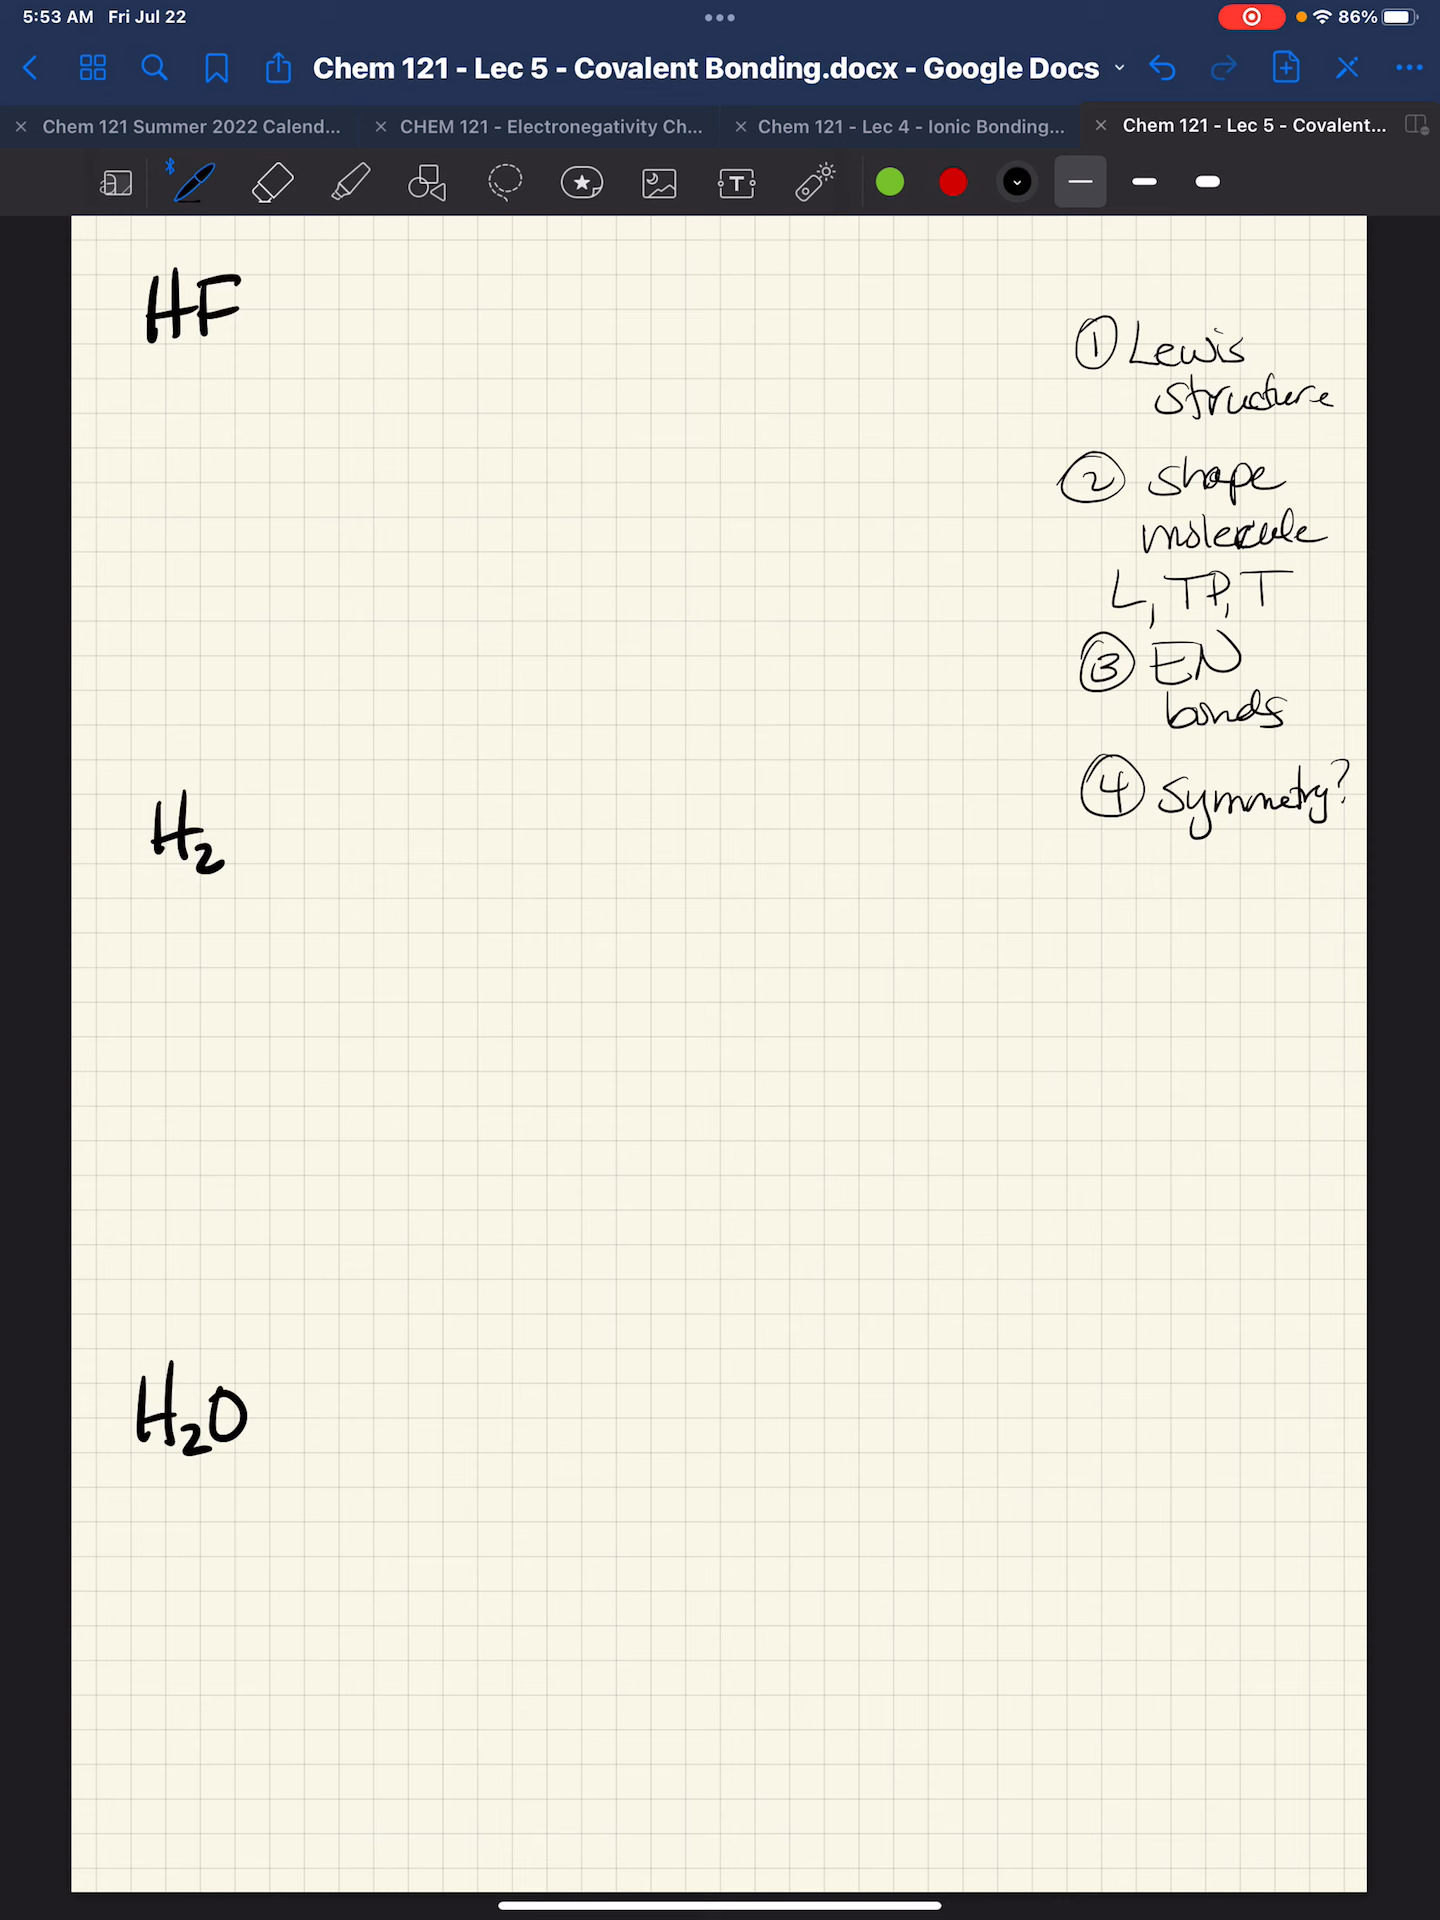 5:53 AM Fri Jul 22
86%
Chem 121 - Lec 5 - Covalent Bonding.docx - Google Docs
Chem 121 Summer 2022 Calend...
CHEM 121 - Electronegativity Ch...
Chem 121 - Lec 4 - Ionic Bonding...
Chem 121 - Lec 5 - Covalent...
T
HF
① Lewis
structure
② shape
molecule
L, TP, T
③ EN
bonds
④ symmetry?
H₂
H₂O